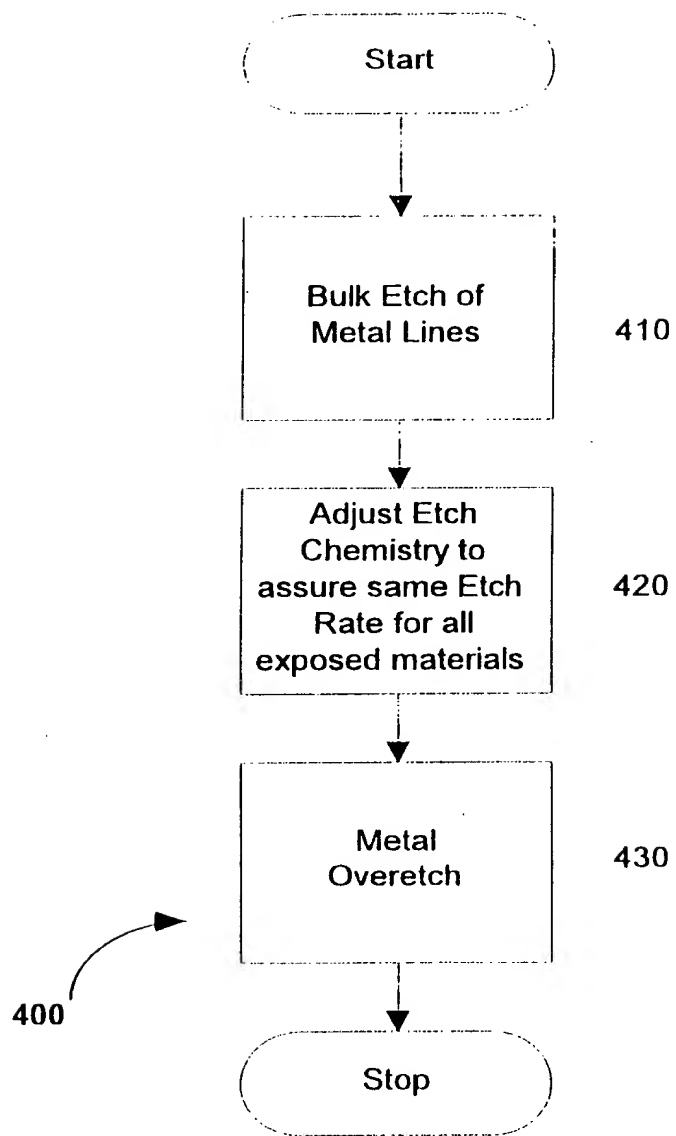 Start
Bulk Etch of
Metal Lines
410
Adjust Etch
Chemistry to
assure same Etch
Rate for all
exposed materials
420
Metal
Overetch
430
400
Stop